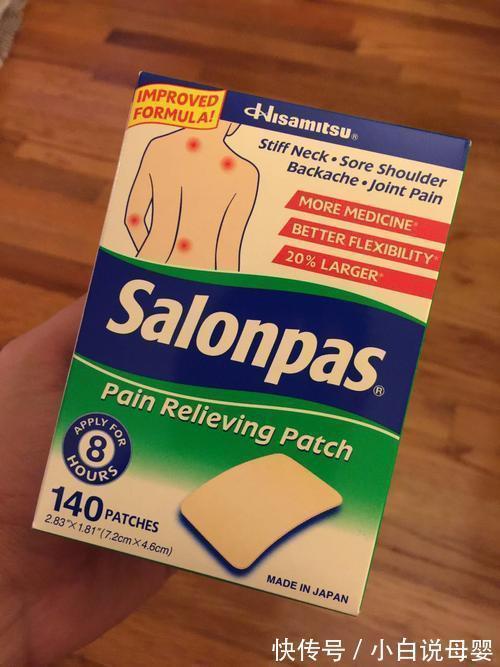 IMPROVED
FORMULA!
Hisamitsu®
Stiff Neck • Sore Shoulder
Backache • Joint Pain
MORE MEDICINE*
BETTER FLEXIBILITY*
20% LARGER*
Salonpas®
Pain Relieving Patch
APPLY FOR
8
HOURS
140 PATCHES
2.83"X1.81" (7.2cm×4.6cm)
MADE IN JAPAN
快传号 / 小白说母婴